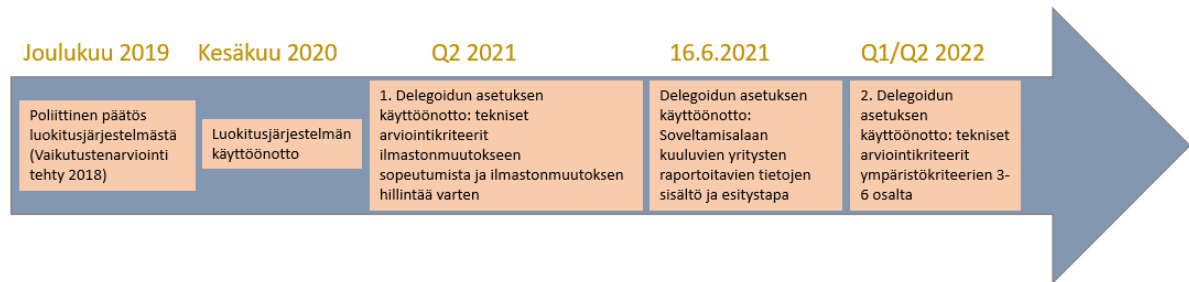 Joulukuu 2019
Kesäkuu 2020
Q2 2021
16.6.2021
Q1/Q2 2022
Poliittinen päätös
luokitusjärjestelmästä
(Vaikutustenarviointi
tehty 2018)
Luokitusjärjestelmän
käyttöönotto
1. Delegoidun asetuksen
käyttöönotto: tekniset
arviointikriteerit
ilmastonmuutokseen
sopeutumista ja ilmastonmuutoksen
hillintää varten
Delegoidun asetuksen
käyttöönotto:
Soveltamisalaan
kuuluvien yritysten
raportoitavien tietojen
sisältö ja esitystapa
2. Delegoidun
asetuksen
käyttöönotto: tekniset
arviointikriteerit
ympäristökriteerien 3-
6 osalta